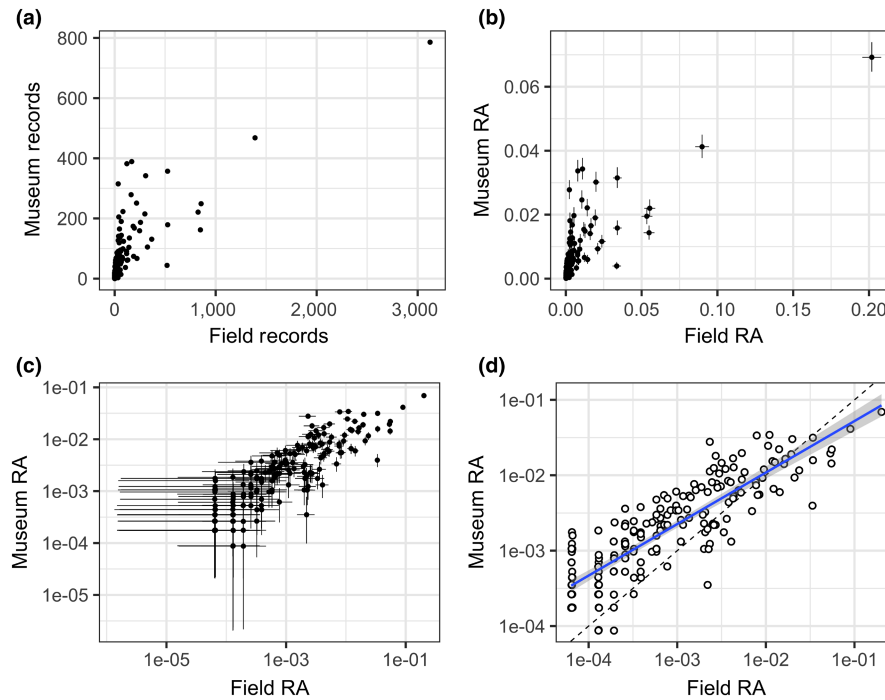 (a)
800
600
400
200
0
Museum records
0
1,000
2,000
3,000
Field records
(b)
0.06
0.04
0.02
0.00
Museum RA
0.00
0.05
0.10
0.15
0.20
Field RA
(c)
1e-01
1e-02
1e-03
1e-04
1e-05
Museum RA
1e-05
1e-03
1e-01
Field RA
(d)
1e-01
1e-02
1e-03
1e-04
Museum RA
1e-04
1e-03
1e-02
1e-01
Field RA